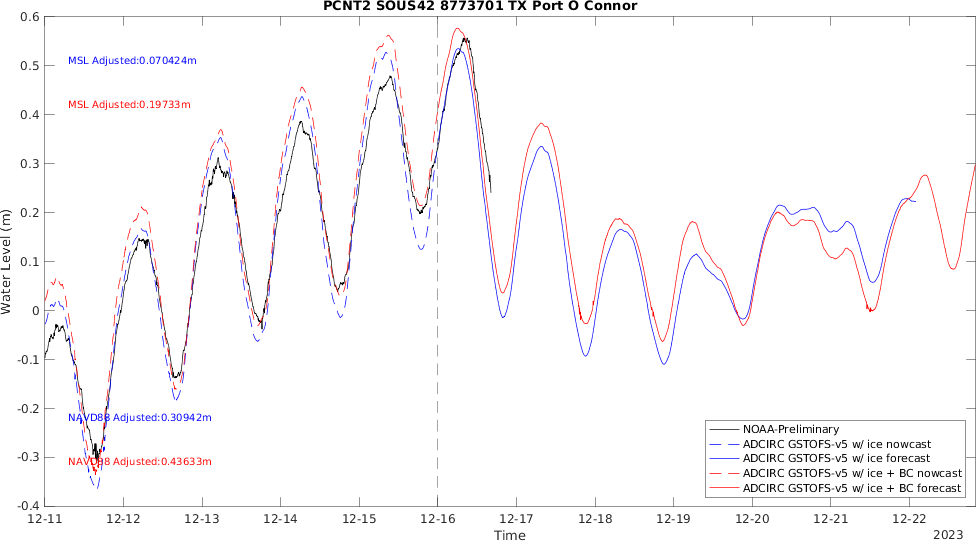 PCNT2 SOUS42 8773701 TX Port O Connor
0.6
0.5
0.4
0.3
0.2
0.1
0
-0.1
-0.2
-0.3
-0.4
Water Level (m)
MSL Adjusted:0.070424m
MSL Adjusted:0.19733m
NAVD88 Adjusted:0.30942m
NAVD88 Adjusted:0.43633m
NOAA-Preliminary
ADCIRC GSTOFS-v5 w/ ice nowcast
ADCIRC GSTOFS-v5 w/ ice forecast
ADCIRC GSTOFS-v5 w/ ice + BC nowcast
ADCIRC GSTOFS-v5 w/ ice + BC forecast
12-11 12-12 12-13 12-14 12-15 12-16 12-17 12-18 12-19 12-20 12-21 12-22
Time
2023